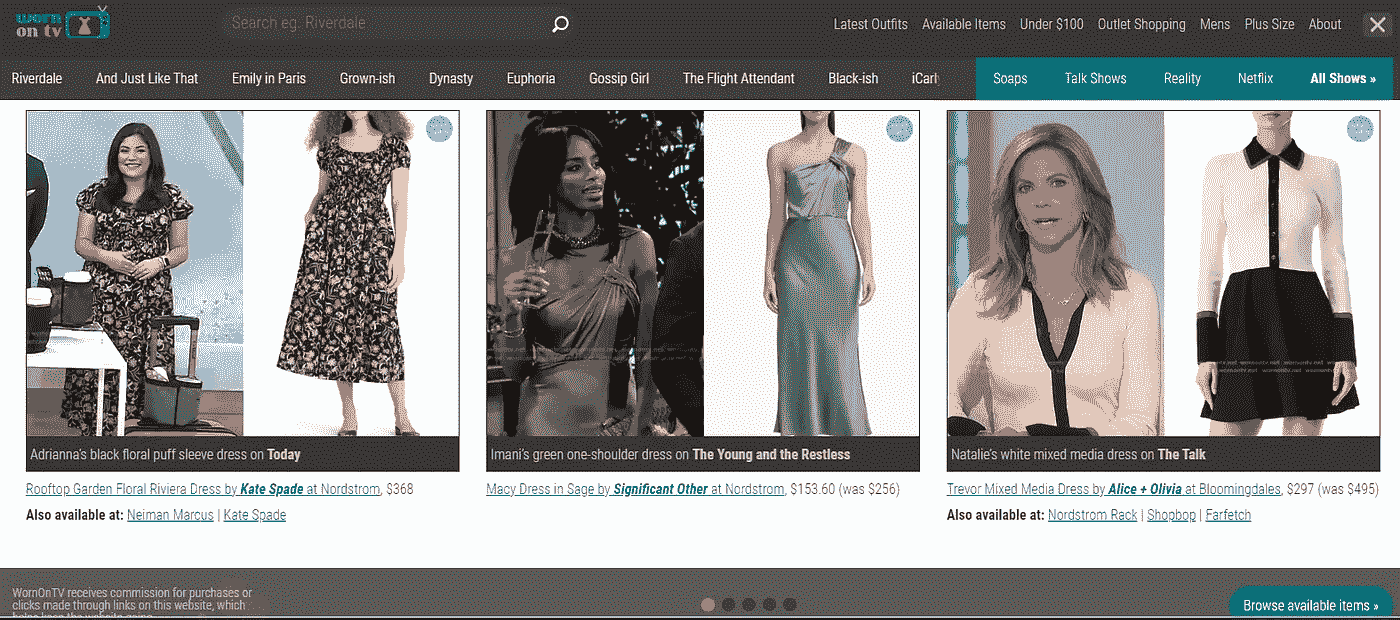 worn
on tv
Search eg. Riverdale
Latest Outfits Available Items Under $100 Outlet Shopping Mens Plus Size About
Riverdale And Just Like That Emily in Paris Grown-ish Dynasty Euphoria Gossip Girl The Flight Attendant Black-ish iCarl Soaps Talk Shows Reality Netflix All Shows »
wornontv.net wornontv.net
Adrianna's black floral puff sleeve dress on Today
Imani's green one-shoulder dress on The Young and the Restless
Natalie's white mixed media dress on The Talk
Rooftop Garden Floral Riviera Dress by Kate Spade at Nordstrom, $368
Also available at: Neiman Marcus | Kate Spade
Macy Dress in Sage by Significant Other at Nordstrom, $153.60 (was $256)
Trevor Mixed Media Dress by Alice + Olivia at Bloomingdales, $297 (was $495)
Also available at: Nordstrom Rack | Shopbop | Farfetch
WornOnTV receives commission for purchases or
clicks made through links on this website, which
Browse available items »